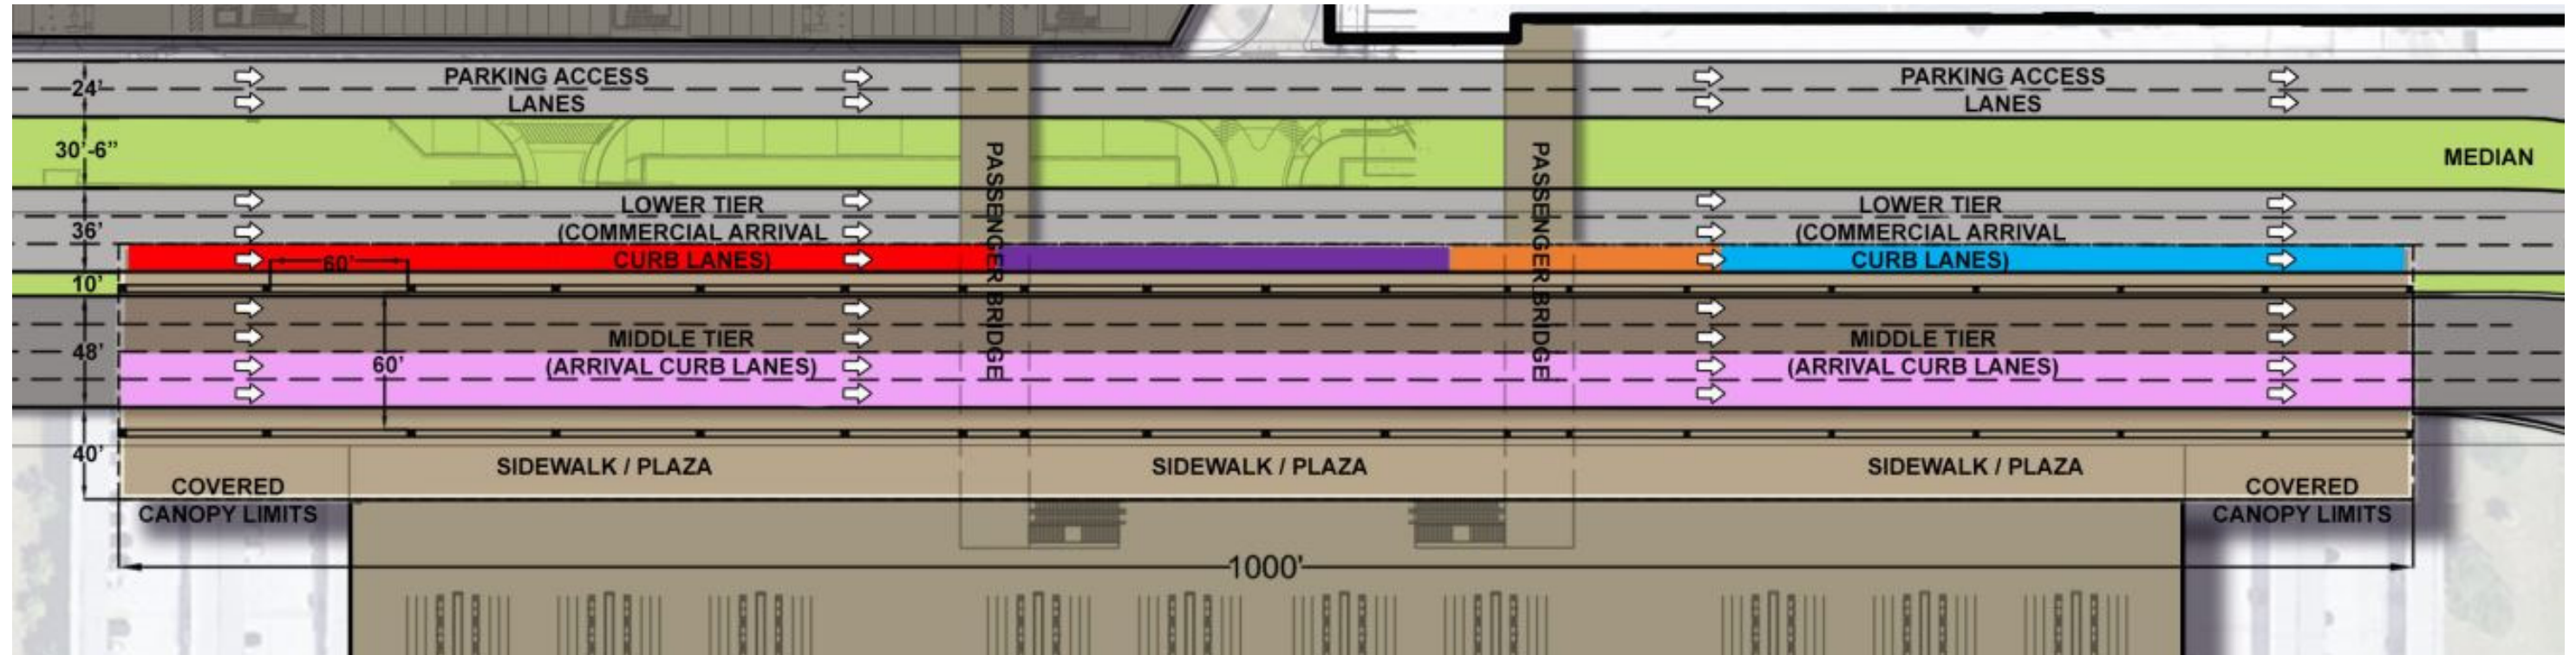 24'
PARKING ACCESS
LANES
PARKING ACCESS
LANES
30'-6"
MEDIAN
PASSENGER BRIDGE
PASSENGER BRIDGE
36'
LOWER TIER
(COMMERCIAL ARRIVAL
CURB LANES)
LOWER TIER
(COMMERCIAL ARRIVAL
CURB LANES)
60'
10'
48'
MIDDLE TIER
(ARRIVAL CURB LANES)
MIDDLE TIER
(ARRIVAL CURB LANES)
60'
40'
SIDEWALK / PLAZA
SIDEWALK / PLAZA
SIDEWALK / PLAZA
COVERED
CANOPY LIMITS
COVERED
CANOPY LIMITS
1000'